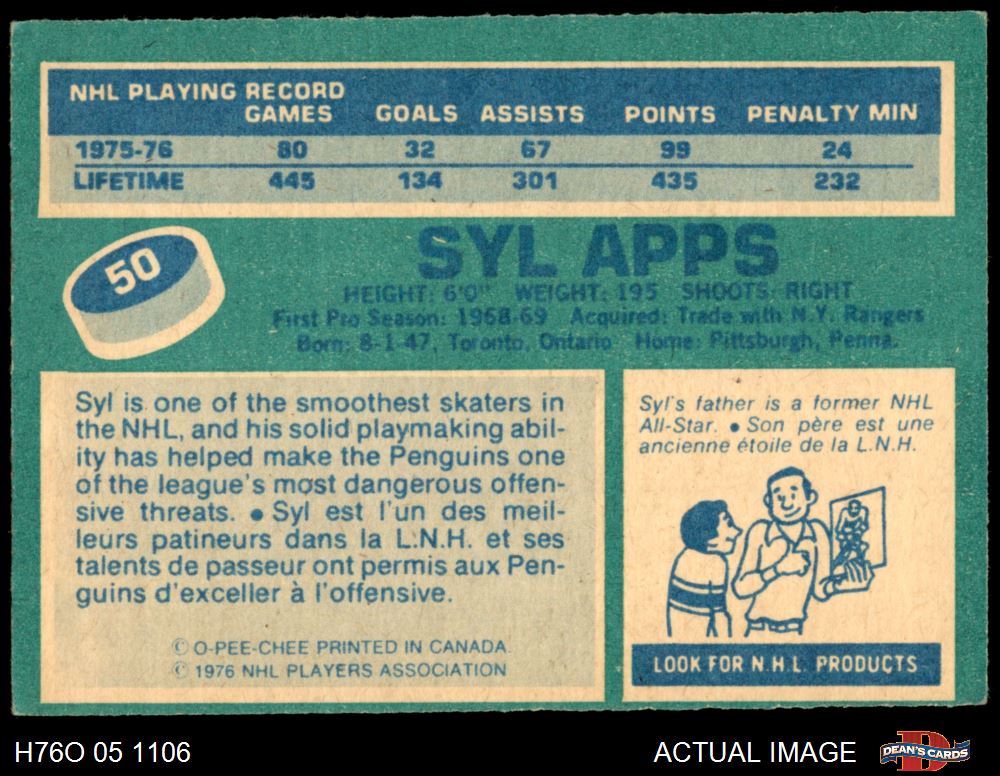 NHL PLAYING RECORD
GAMES GOALS ASSISTS POINTS PENALTY MIN
1975-76 80 32 67 99 24
LIFETIME 445 134 301 435 232
50
SYL APPS
HEIGHT: 6'0" WEIGHT: 195 SHOOTS: RIGHT
First Pro Season: 1968-69 Acquired: Trade with N.Y. Rangers
Born: 8-1-47, Toronto, Ontario Home: Pittsburgh, Penna.
Syl is one of the smoothest skaters in
the NHL, and his solid playmaking abil-
ity has helped make the Penguins one
of the league's most dangerous offen-
sive threats. ● Syl est l'un des meil-
leurs patineurs dans la L.N.H. et ses
talents de passeur ont permis aux Pen-
guins d'exceller à l'offensive.
© O-PEE-CHEE PRINTED IN CANADA.
© 1976 NHL PLAYERS ASSOCIATION
Syl's father is a former NHL
All-Star. ● Son père est une
ancienne étoile de la L.N.H.
LOOK FOR N.H.L. PRODUCTS
H76O 05 1106
ACTUAL IMAGE
D
DEAN'S CARDS